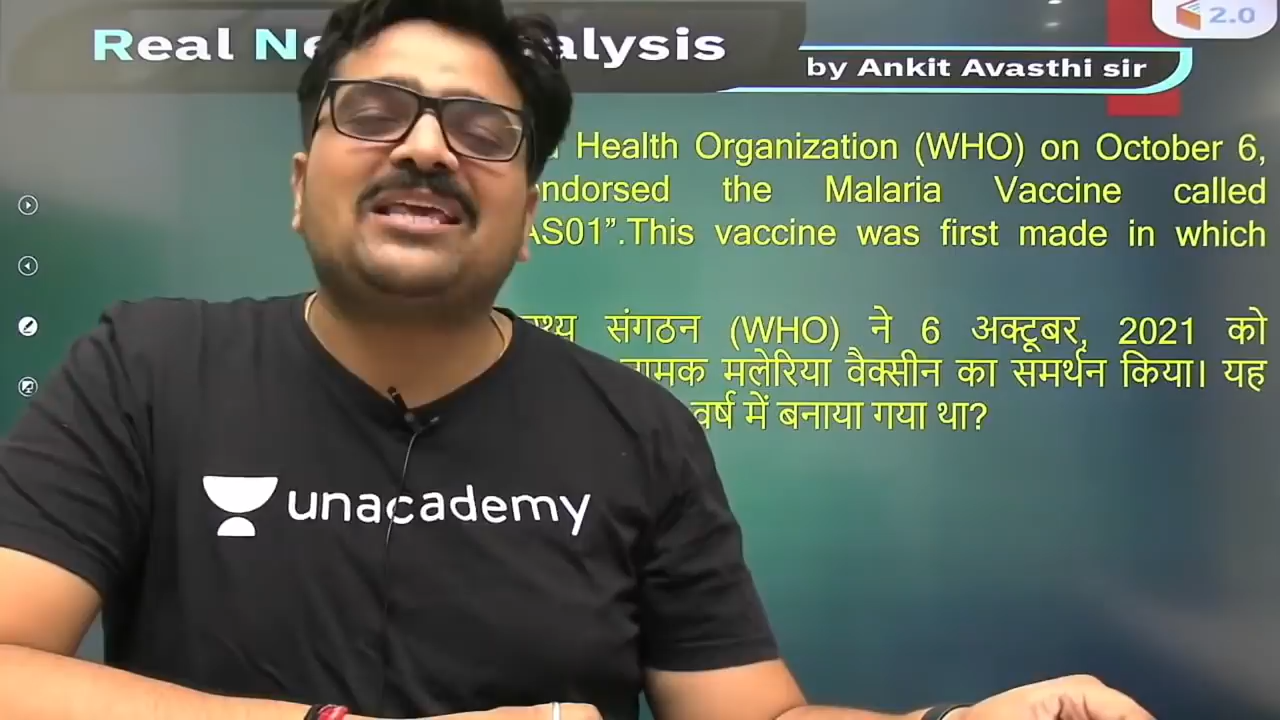 Real Ne alysis
by Ankit Avasthi sir
2.0
Health Organization (WHO) on October 6,
ndorsed the Malaria Vaccine called
AS01”.This vaccine was first made in which
संगठन (WHO) ने 6 अक्टूबर, 2021 को
नामक मलेरिया वैक्सीन का समर्थन किया। यह
वर्ष में बनाया गया था?
unacademy